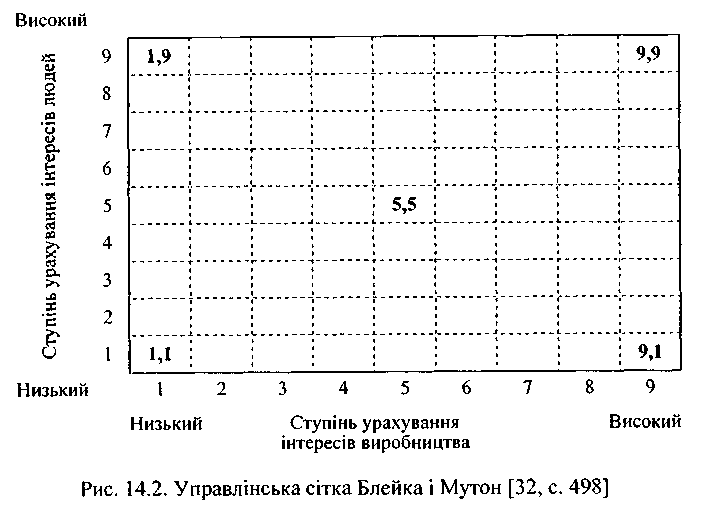 Високий
Ступінь урахування інтересів людей
9 1,9 9,9
8
7
6
5 5,5
4
3
2
1 1,1 9,1
Низький 1 2 3 4 5 6 7 8 9
Низький Ступінь урахування Високий
інтересів виробництва
Рис. 14.2. Управлінська сітка Блейка і Мутон [32, с. 498]